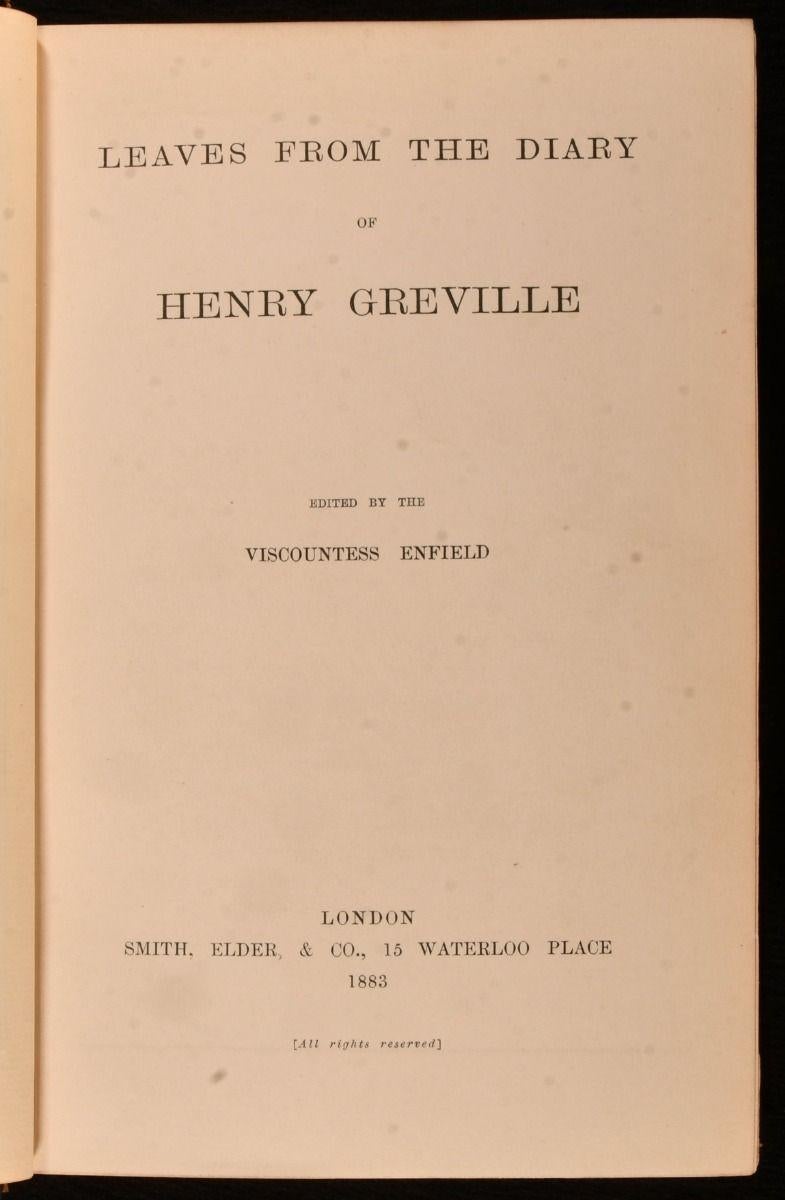 LEAVES FROM THE DIARY
OF
HENRY GREVILLE
EDITED BY THE
VISCOUNTESS ENFIELD
LONDON
SMITH, ELDER, & CO., 15 WATERLOO PLACE
1883
[All rights reserved]